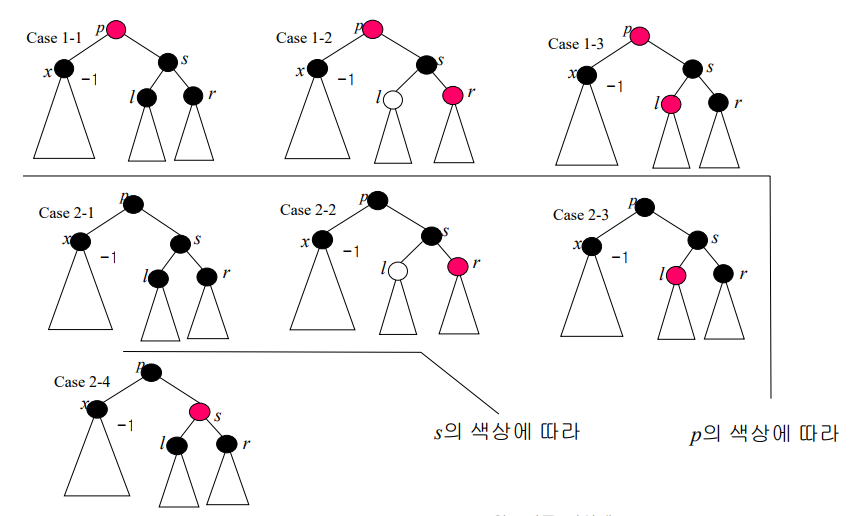 Case 1-1 p x -1 s l r
Case 1-2 p x -1 s l r
Case 1-3 p x -1 s l r
Case 2-1 p x -1 s l r
Case 2-2 p x -1 s l r
Case 2-3 p x -1 s l r
Case 2-4 p x -1 s l r
s의 색상에 따라
p의 색상에 따라